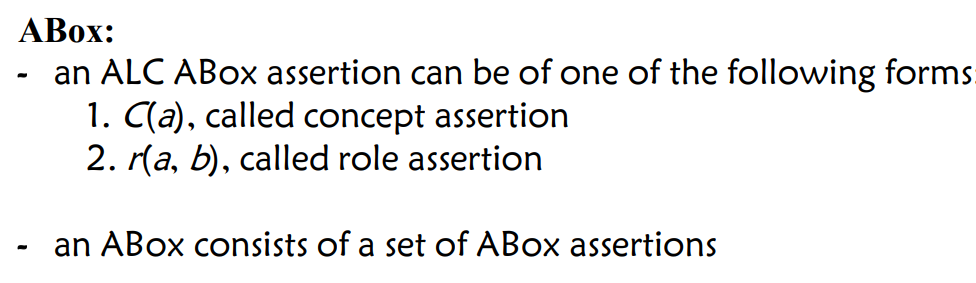 ABox:
- an ALC ABox assertion can be of one of the following forms:
1. C(a), called concept assertion
2. r(a, b), called role assertion
- an ABox consists of a set of ABox assertions